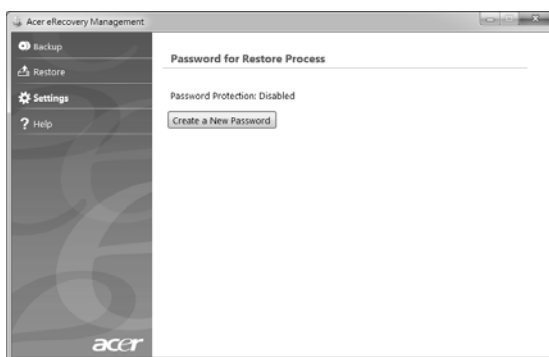 Acer eRecovery Management
Backup
Restore
Settings
? Help
Password for Restore Process
Password Protection: Disabled
Create a New Password
acer